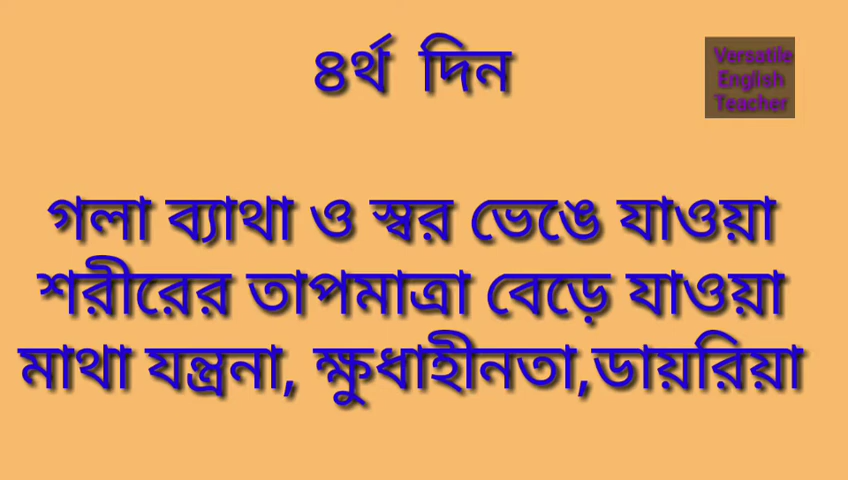 ৪র্থ দিন
Versatile
English
Teacher
গলা ব্যাথা ও স্বর ভেঙে যাওয়া
শরীরের তাপমাত্রা বেড়ে যাওয়া
মাথা যন্ত্রনা, ক্ষুধাহীনতা,ডায়রিয়া